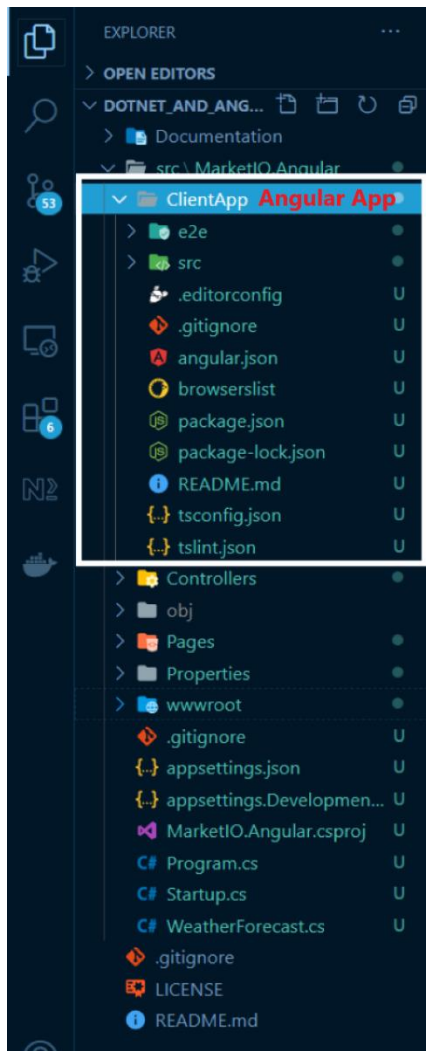 EXPLORER
OPEN EDITORS
DOTNET_AND_ANG...
Documentation
src \ MarketIO.Angular
ClientApp Angular App
e2e
src
.editorconfig U
.gitignore U
angular.json U
browserslist U
package.json U
package-lock.json U
README.md U
{..} tsconfig.json U
{..} tslint.json U
Controllers
obj
Pages
Properties
wwwroot
.gitignore U
{..} appsettings.json U
{..} appsettings.Developmen... U
MarketIO.Angular.csproj U
C# Program.cs U
C# Startup.cs U
C# WeatherForecast.cs U
.gitignore
LICENSE
README.md
53
6